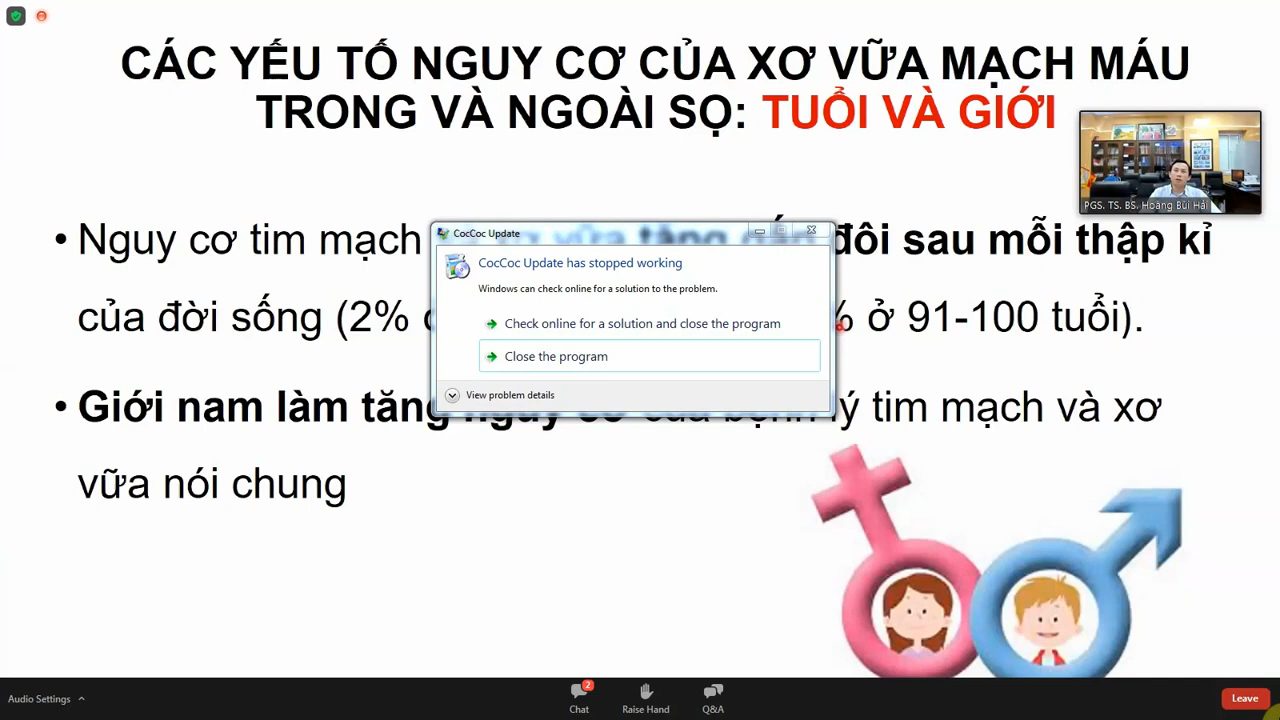 CÁC YẾU TỐ NGUY CƠ CỦA XƠ VỮA MẠCH MÁU
TRONG VÀ NGOÀI SỌ: TUỔI VÀ GIỚI
PGS. TS. BS. Hoàng Bùi Hải
• Nguy cơ tim mạch đôi sau mỗi thập kỉ
của đời sống (2% % ở 91-100 tuổi).
CocCoc Update
CocCoc Update has stopped working
Windows can check online for a solution to the problem.
Check online for a solution and close the program
Close the program
View problem details
• Giới nam làm tăng nguy cơ của bệnh lý tim mạch và xơ
vữa nói chung
Audio Settings
2
Chat
Raise Hand
Q&A
Leave